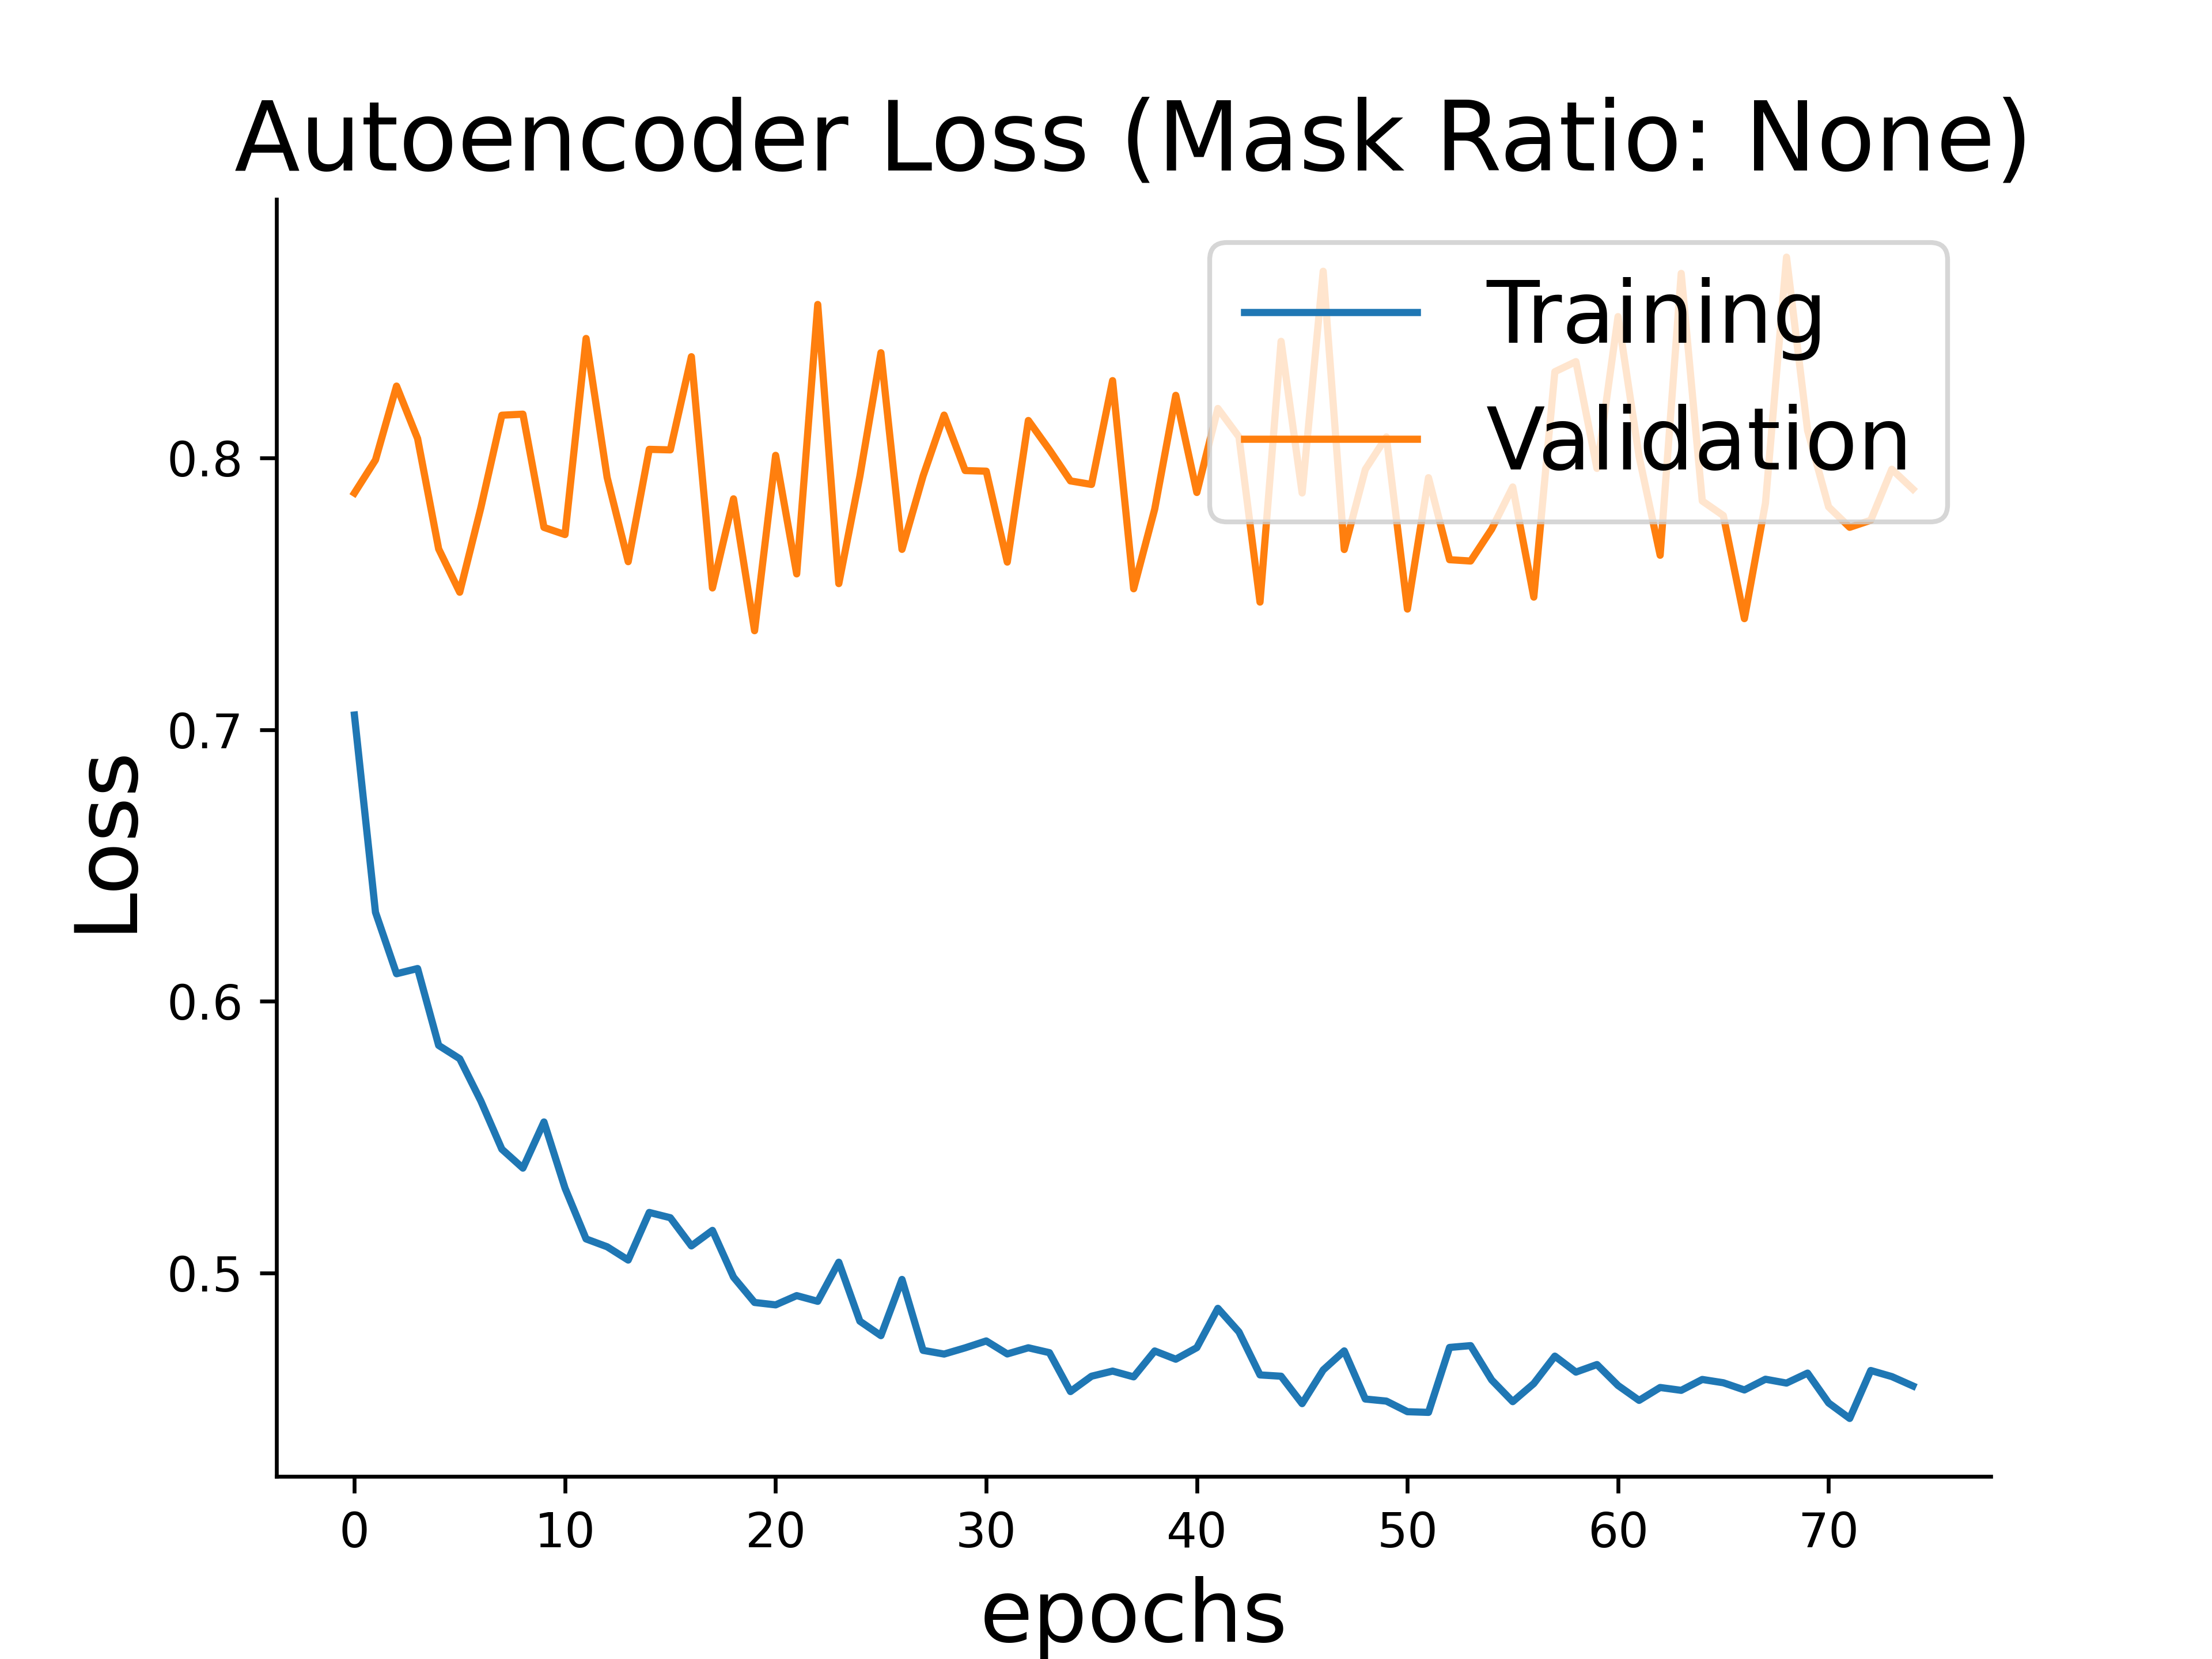 Autoencoder Loss (Mask Ratio: None)
Training
Validation
0.8
0.7
0.6
0.5
Loss
0 10 20 30 40 50 60 70
epochs